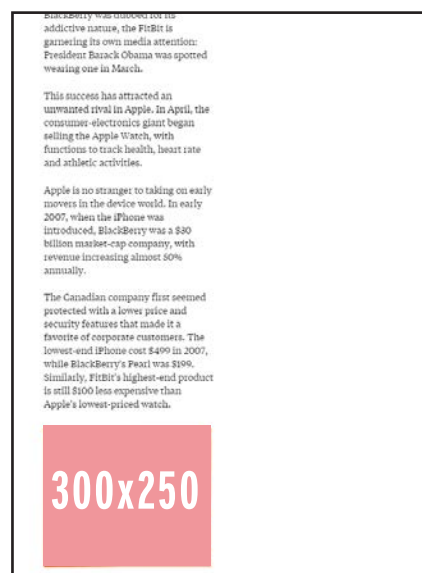 BlackBerry was dubbed for its
addictive nature, the FitBit is
garnering its own media attention:
President Barack Obama was spotted
wearing one in March.
This success has attracted an
unwanted rival in Apple. In April, the
consumer-electronics giant began
selling the Apple Watch, with
functions to track health, heart rate
and athletic activities.
Apple is no stranger to taking on early
movers in the device world. In early
2007, when the iPhone was
introduced, BlackBerry was a $30
billion market-cap company, with
revenue increasing almost 50%
annually.
The Canadian company first seemed
protected with a lower price and
security features that made it a
favorite of corporate customers. The
lowest-end iPhone cost $499 in 2007,
while BlackBerry's Pearl was $199.
Similarly, FitBit's highest-end product
is still $100 less expensive than
Apple's lowest-priced watch.
300x250